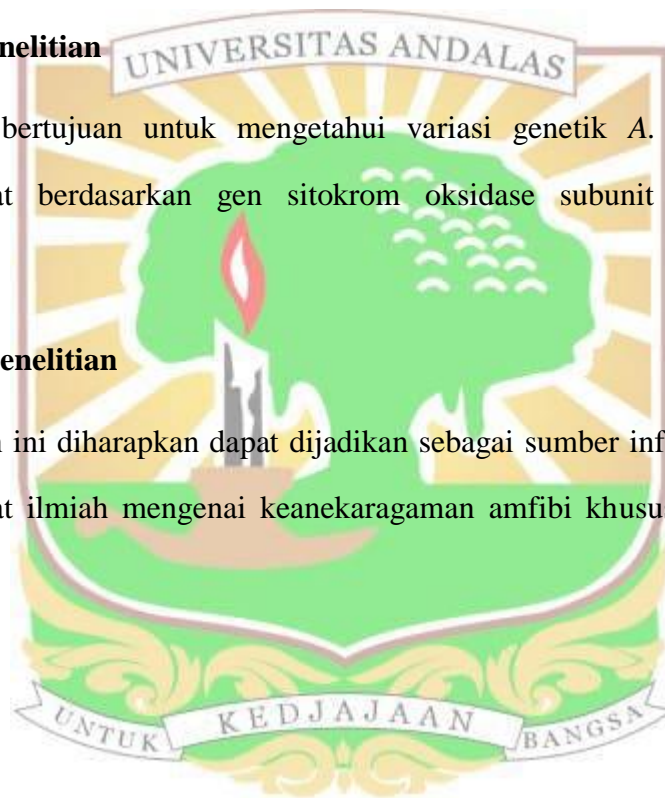 UNIVERSITAS ANDALAS
enelitian
bertujuan untuk mengetahui variasi genetik A.
at berdasarkan gen sitokrom oksidase subunit
enelitian
ini diharapkan dapat dijadikan sebagai sumber inf
at ilmiah mengenai keanekaragaman amfibi khusu
UNTUK KEDJAJAAN BANGSA